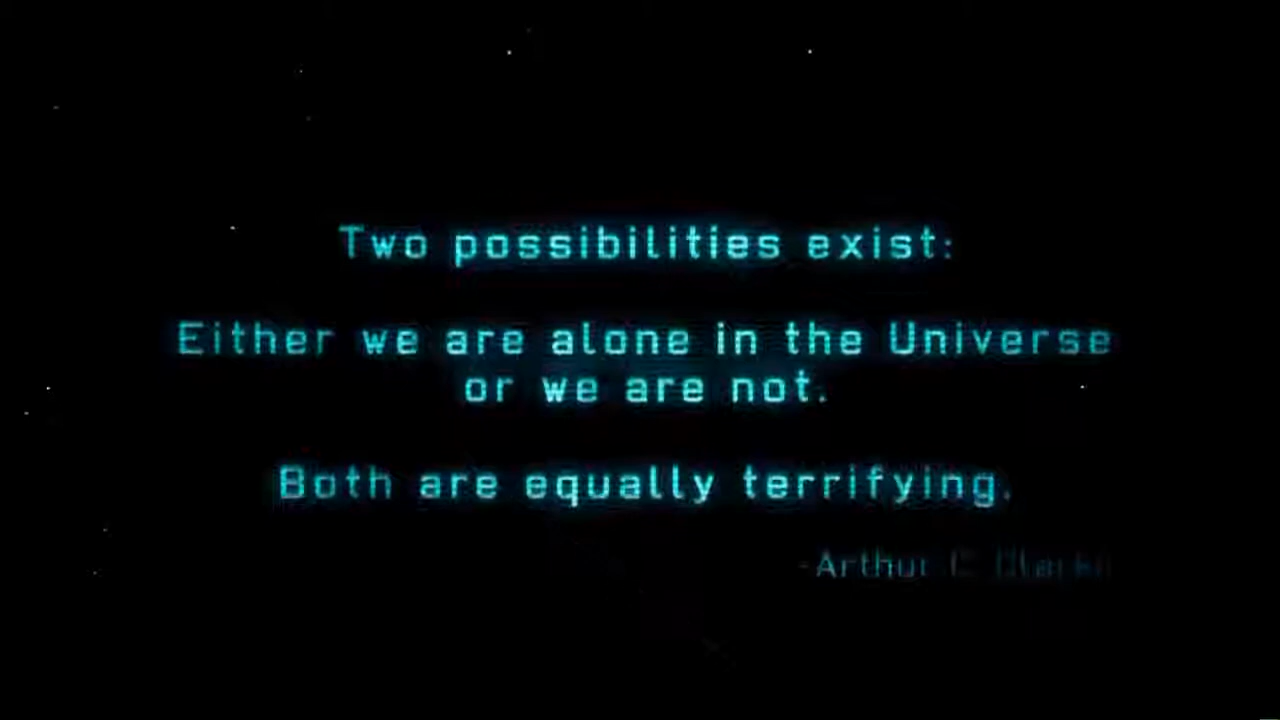 Two possibilities exist:
Either we are alone in the Universe
or we are not.
Both are equally terrifying.
-Arthur C Clarke